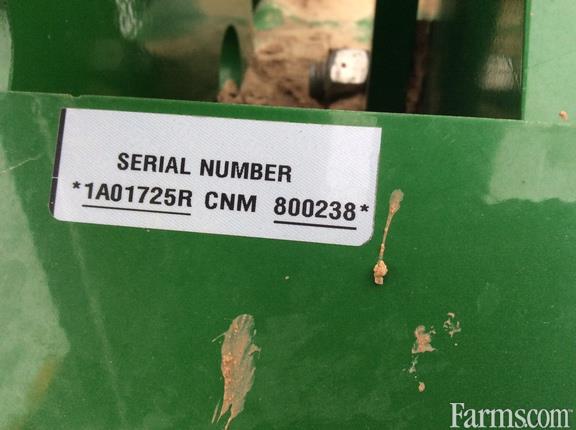 SERIAL NUMBER
*1A01725R CNM 800238*
Farms.com